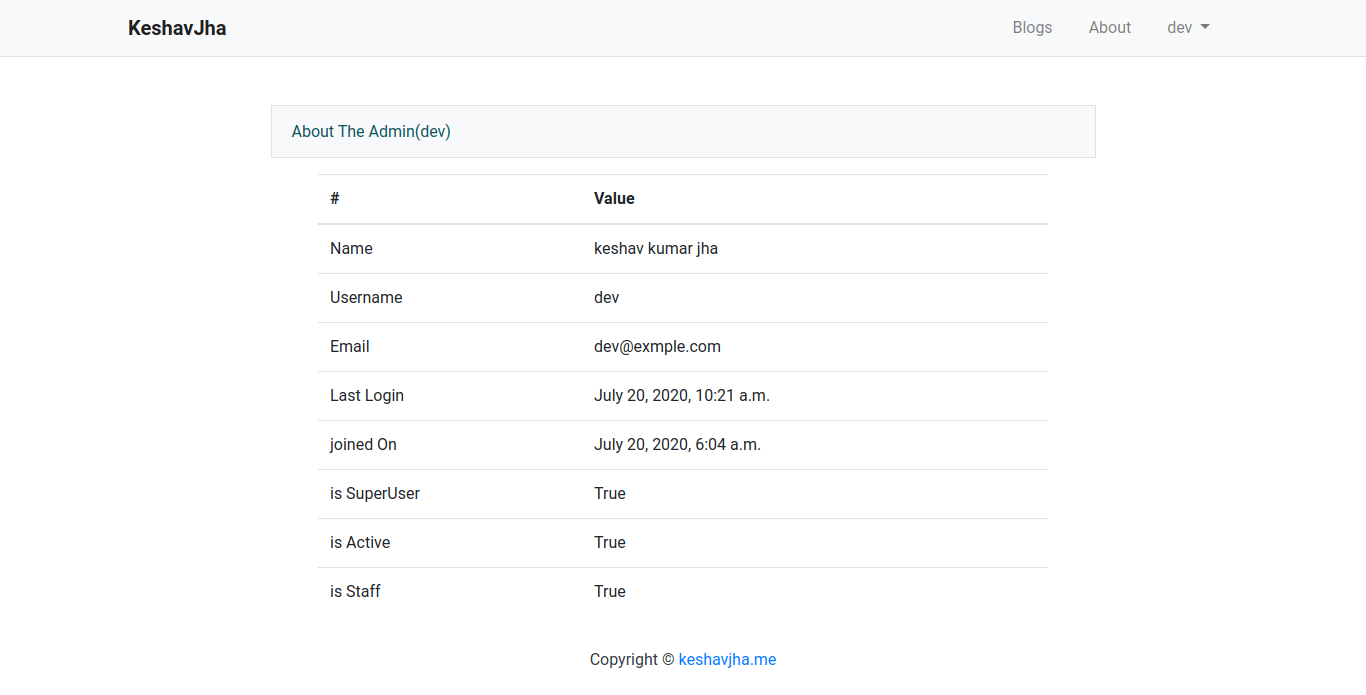 KeshavJha Blogs About dev
About The Admin(dev)
# Value
Name keshav kumar jha
Username dev
Email dev@exmple.com
Last Login July 20, 2020, 10:21 a.m.
joined On July 20, 2020, 6:04 a.m.
is SuperUser True
is Active True
is Staff True
Copyright © keshavjha.me